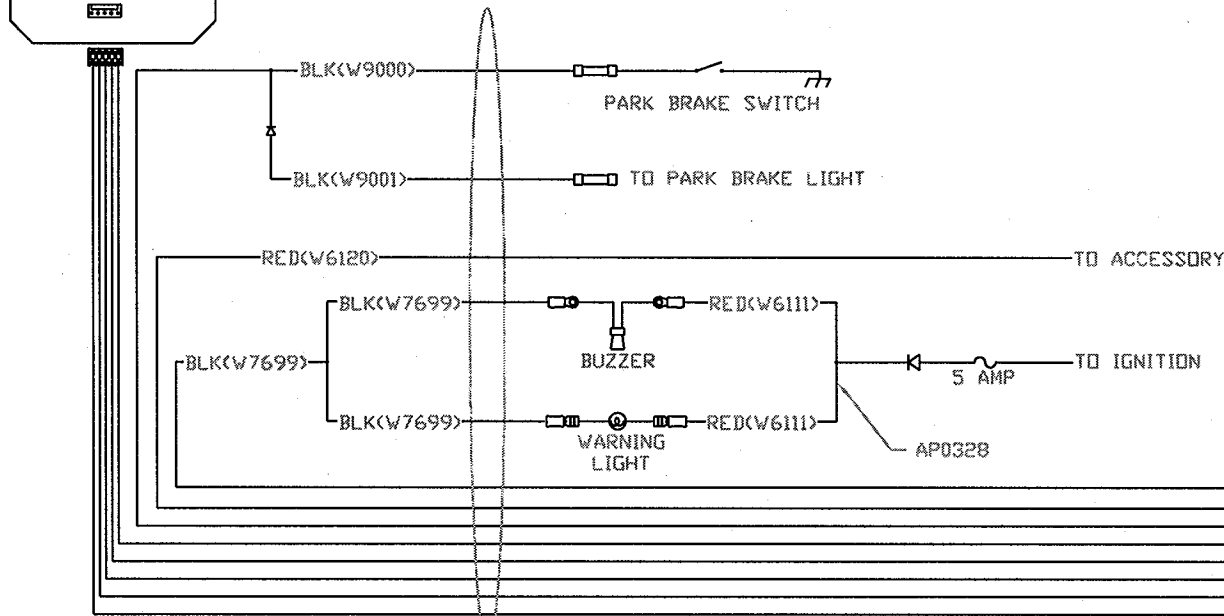 BLK(W9000)
PARK BRAKE SWITCH
BLK(W9001)
TO PARK BRAKE LIGHT
RED(W6120)
TO ACCESSORY
BLK(W7699)
RED(W6111)
BLK(W7699)
BUZZER
5 AMP
TO IGNITION
BLK(W7699)
RED(W6111)
WARNING
LIGHT
AP0328